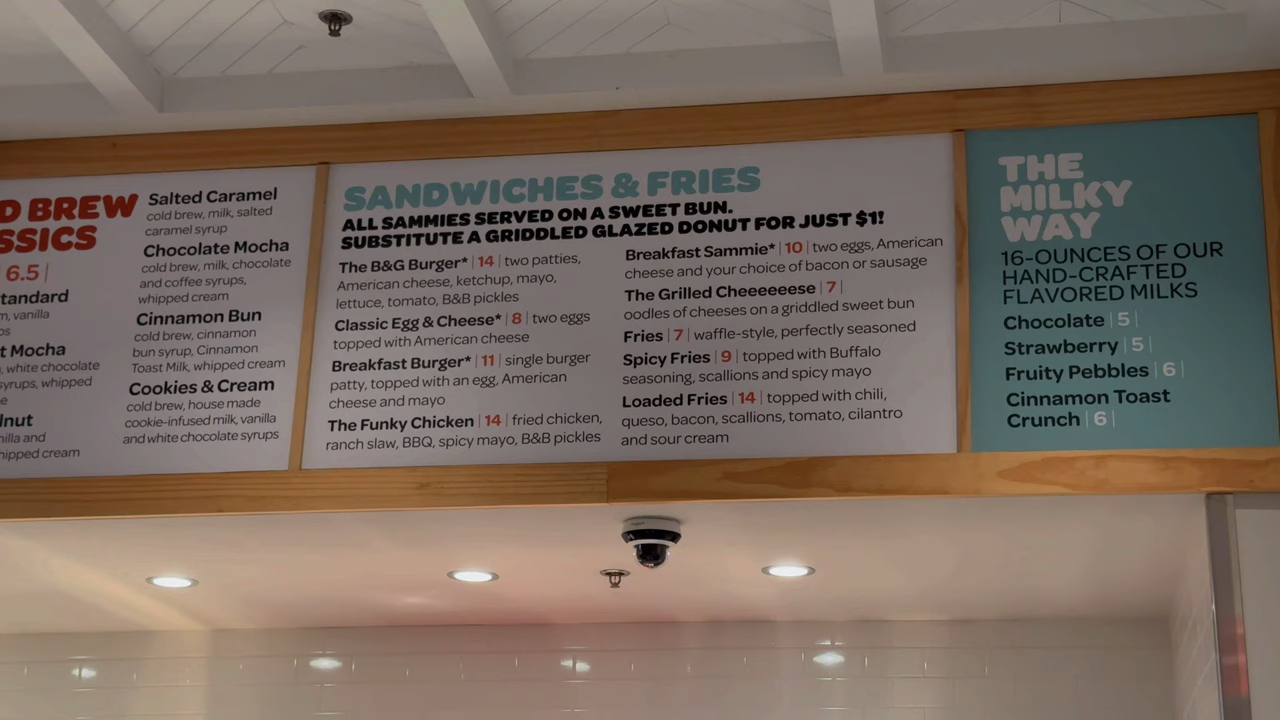 D BREW
SSICS
6.5 |
tandard
m, vanilla
ps
t Mocha
, white chocolate
syrups, whipped
e
lnut
nilla and
hipped cream
Salted Caramel
cold brew, milk, salted
caramel syrup
Chocolate Mocha
cold brew, milk, chocolate
and coffee syrups,
whipped cream
Cinnamon Bun
cold brew, cinnamon
bun syrup, Cinnamon
Toast Milk, whipped cream
Cookies & Cream
cold brew, house made
cookie-infused milk, vanilla
and white chocolate syrups
SANDWICHES & FRIES
ALL SAMMIES SERVED ON A SWEET BUN.
SUBSTITUTE A GRIDDLED GLAZED DONUT FOR JUST $1!
The B&G Burger* | 14 | two patties,
American cheese, ketchup, mayo,
lettuce, tomato, B&B pickles
Classic Egg & Cheese* | 8 | two eggs
topped with American cheese
Breakfast Burger* | 11 | single burger
patty, topped with an egg, American
cheese and mayo
The Funky Chicken | 14 | fried chicken,
ranch slaw, BBQ, spicy mayo, B&B pickles
Breakfast Sammie* | 10 | two eggs, American
cheese and your choice of bacon or sausage
The Grilled Cheeeeeese | 7 |
oodles of cheeses on a griddled sweet bun
Fries | 7 | waffle-style, perfectly seasoned
Spicy Fries | 9 | topped with Buffalo
seasoning, scallions and spicy mayo
Loaded Fries | 14 | topped with chili,
queso, bacon, scallions, tomato, cilantro
and sour cream
THE
MILKY
WAY
16-OUNCES OF OUR
HAND-CRAFTED
FLAVORED MILKS
Chocolate | 5 |
Strawberry | 5 |
Fruity Pebbles | 6 |
Cinnamon Toast
Crunch | 6 |